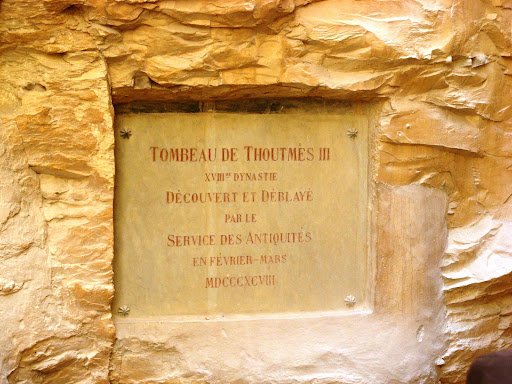 TOMBEAU DE THOUTMÈS III
XVIIIme DYNASTIE
DÉCOUVERT ET DÉBLAYÉ
PAR LE
SERVICE DES ANTIQUITÉS
EN FÉVRIER-MARS
MDCCCXCVIII